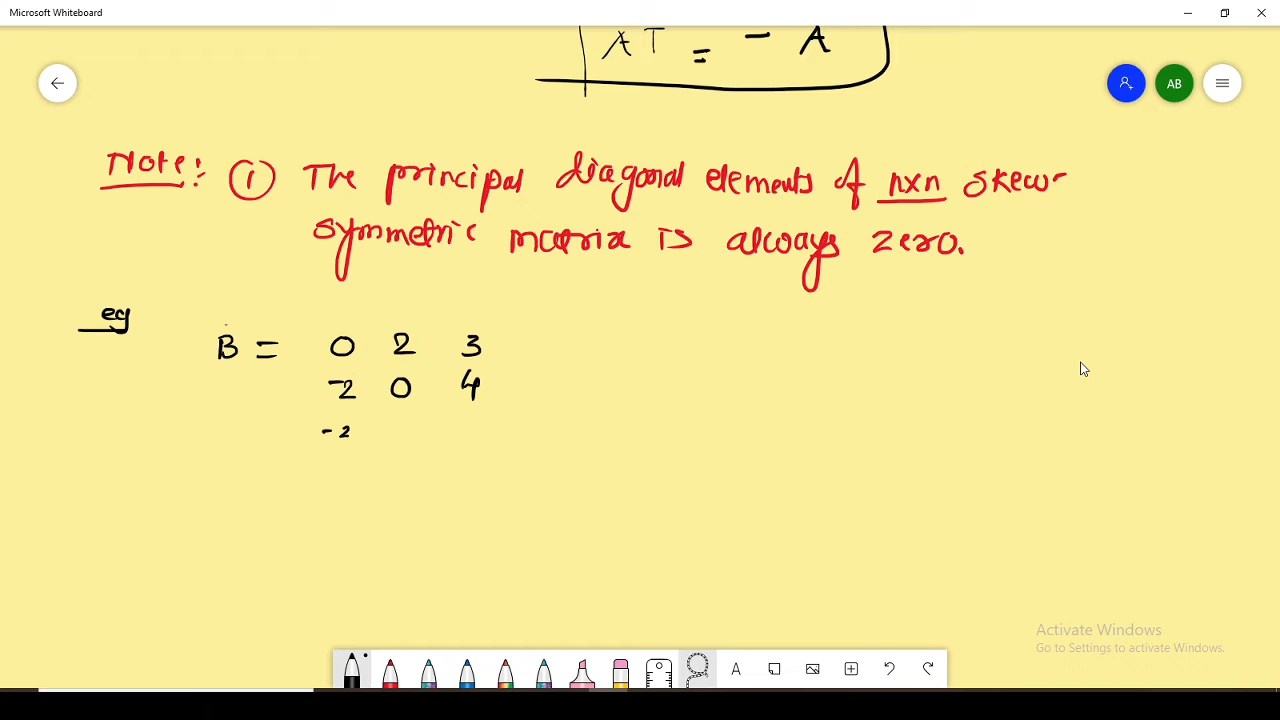 Microsoft Whiteboard
AT = - A
AB
Note:- ① The principal diagonal elements of nxn skew-
symmetric matrix is always zero.
eg
B = 0 2 3
-2 0 4
-2
Activate Windows
Go to Settings to activate Windows.
A